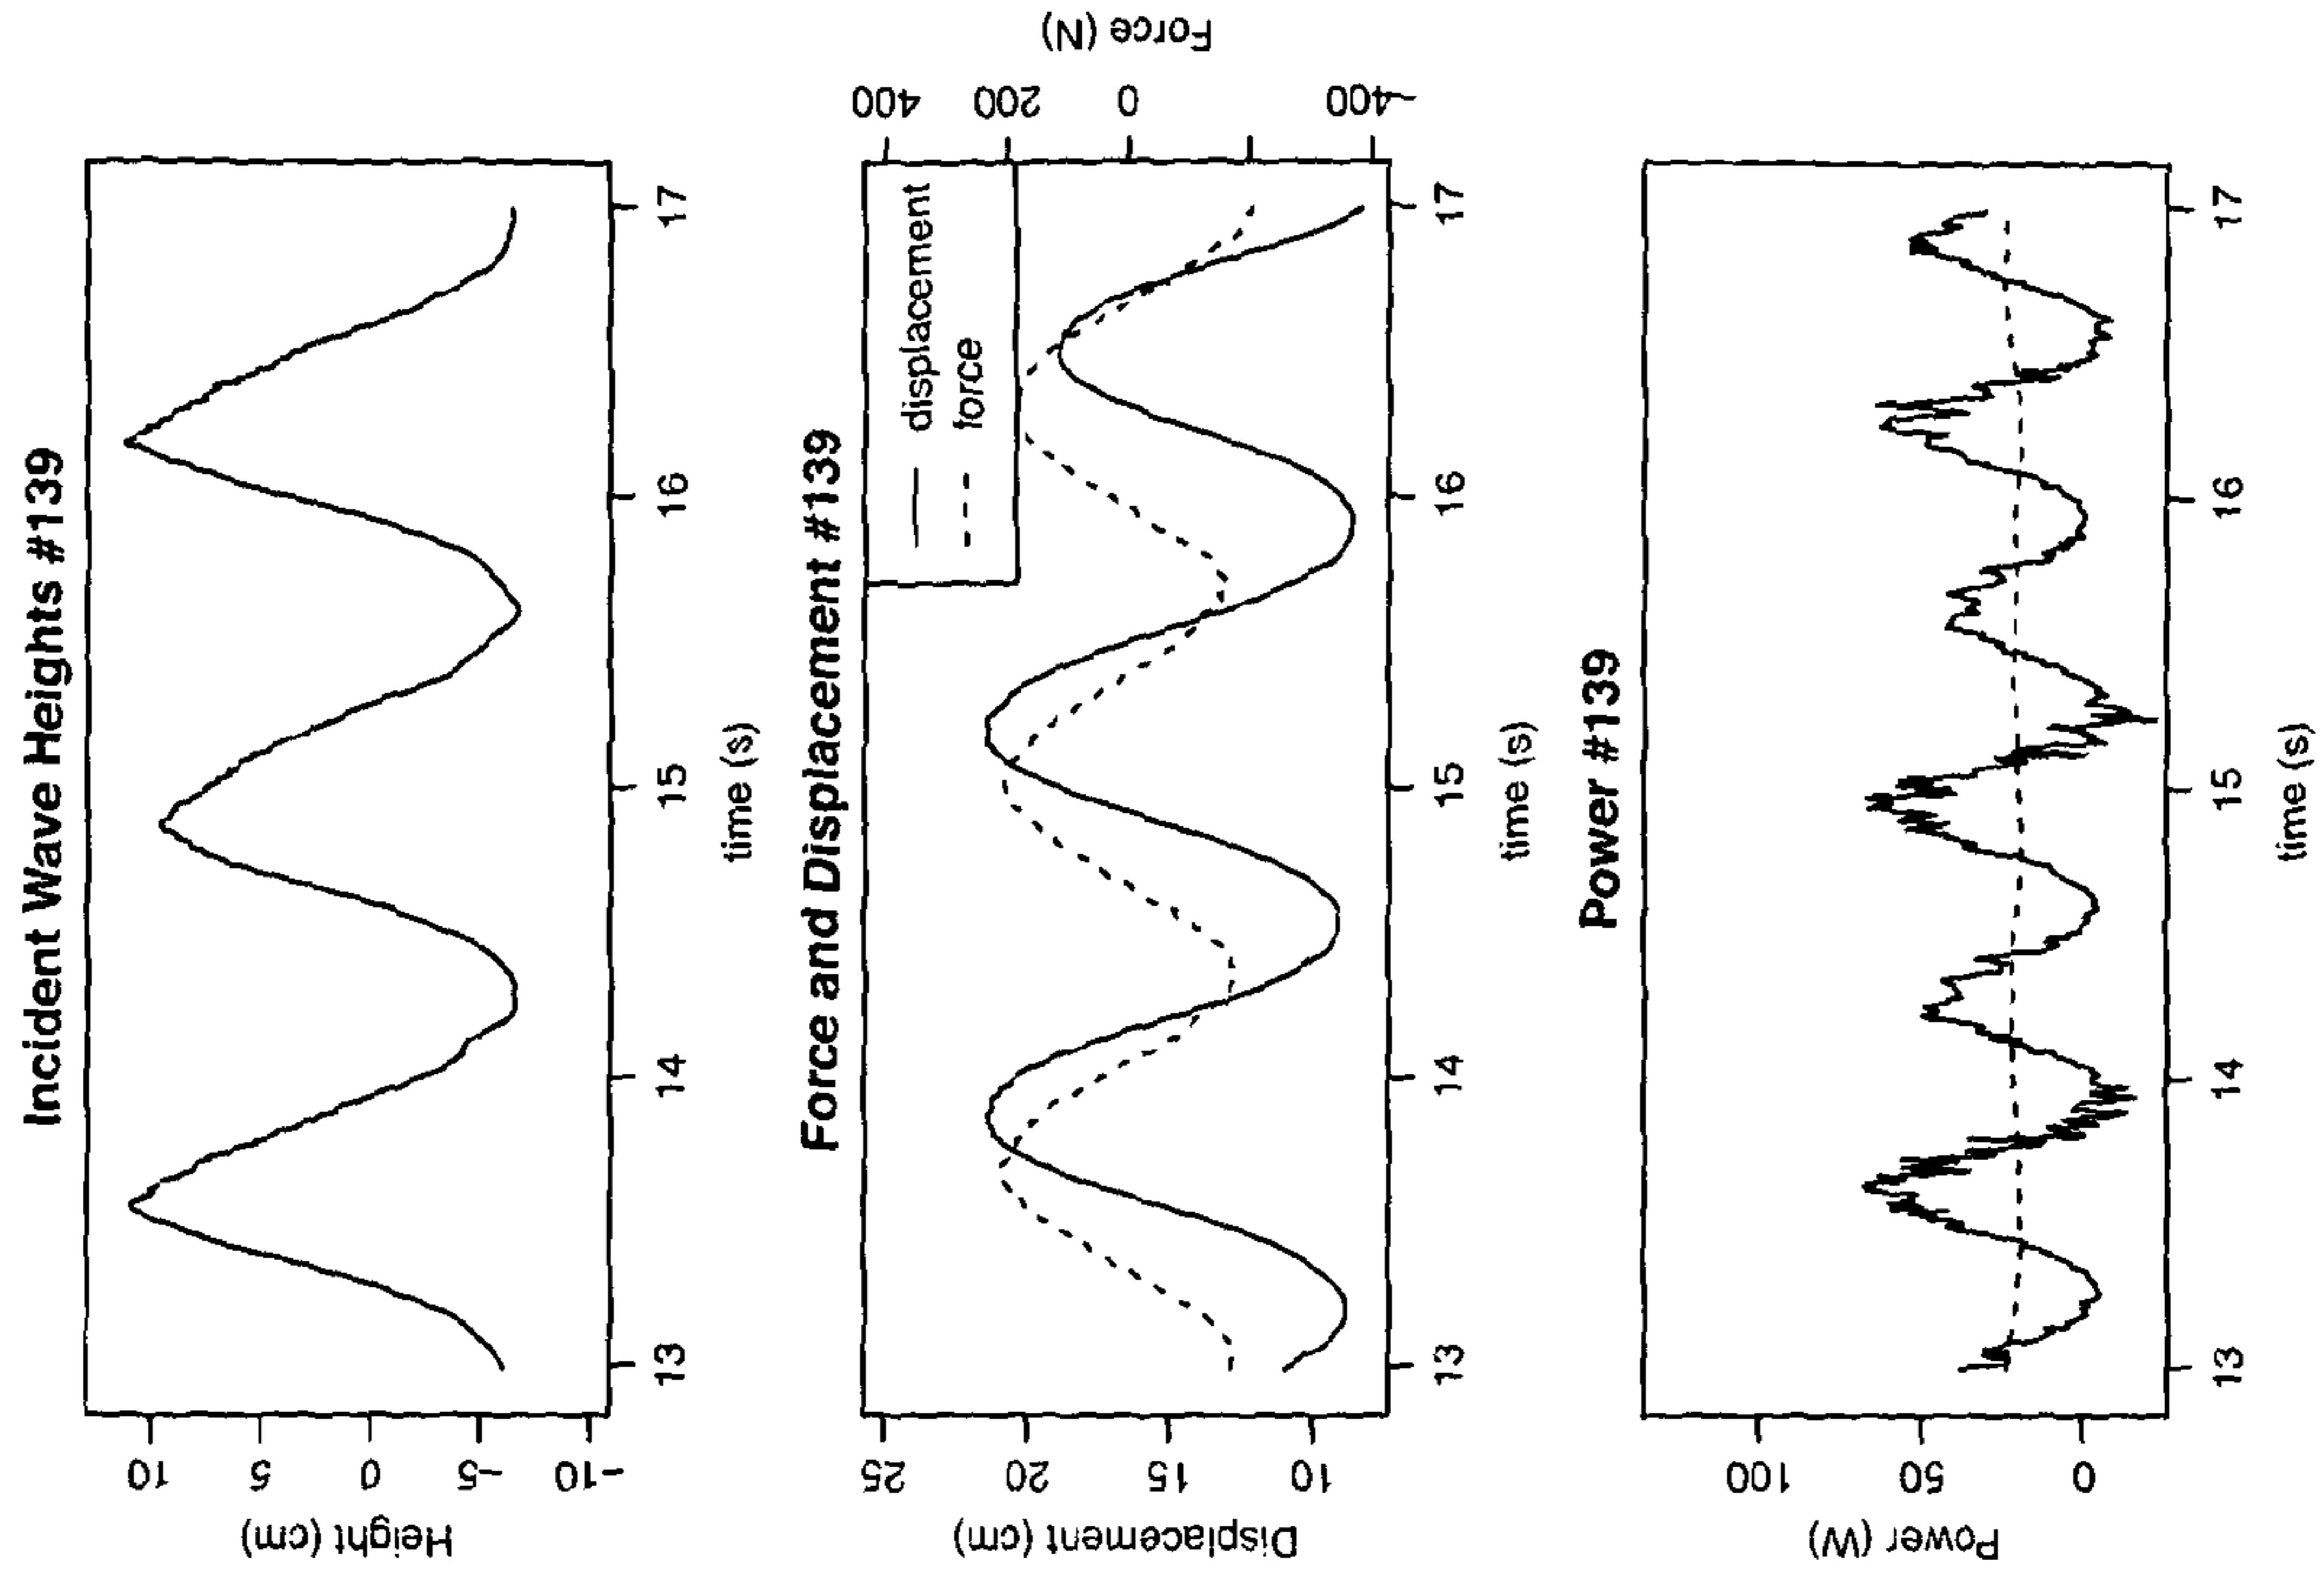 Incident Wave Heights #139
Height (cm)
10
5
0
-5
-10
13
14
15
16
17
time (s)
Force and Displacement #139
Displacement (cm)
25
20
15
10
displacement
force
Force (N)
400
200
0
-400
13
14
15
16
17
time (s)
Power #139
Power (W)
100
50
0
13
14
15
16
17
time (s)